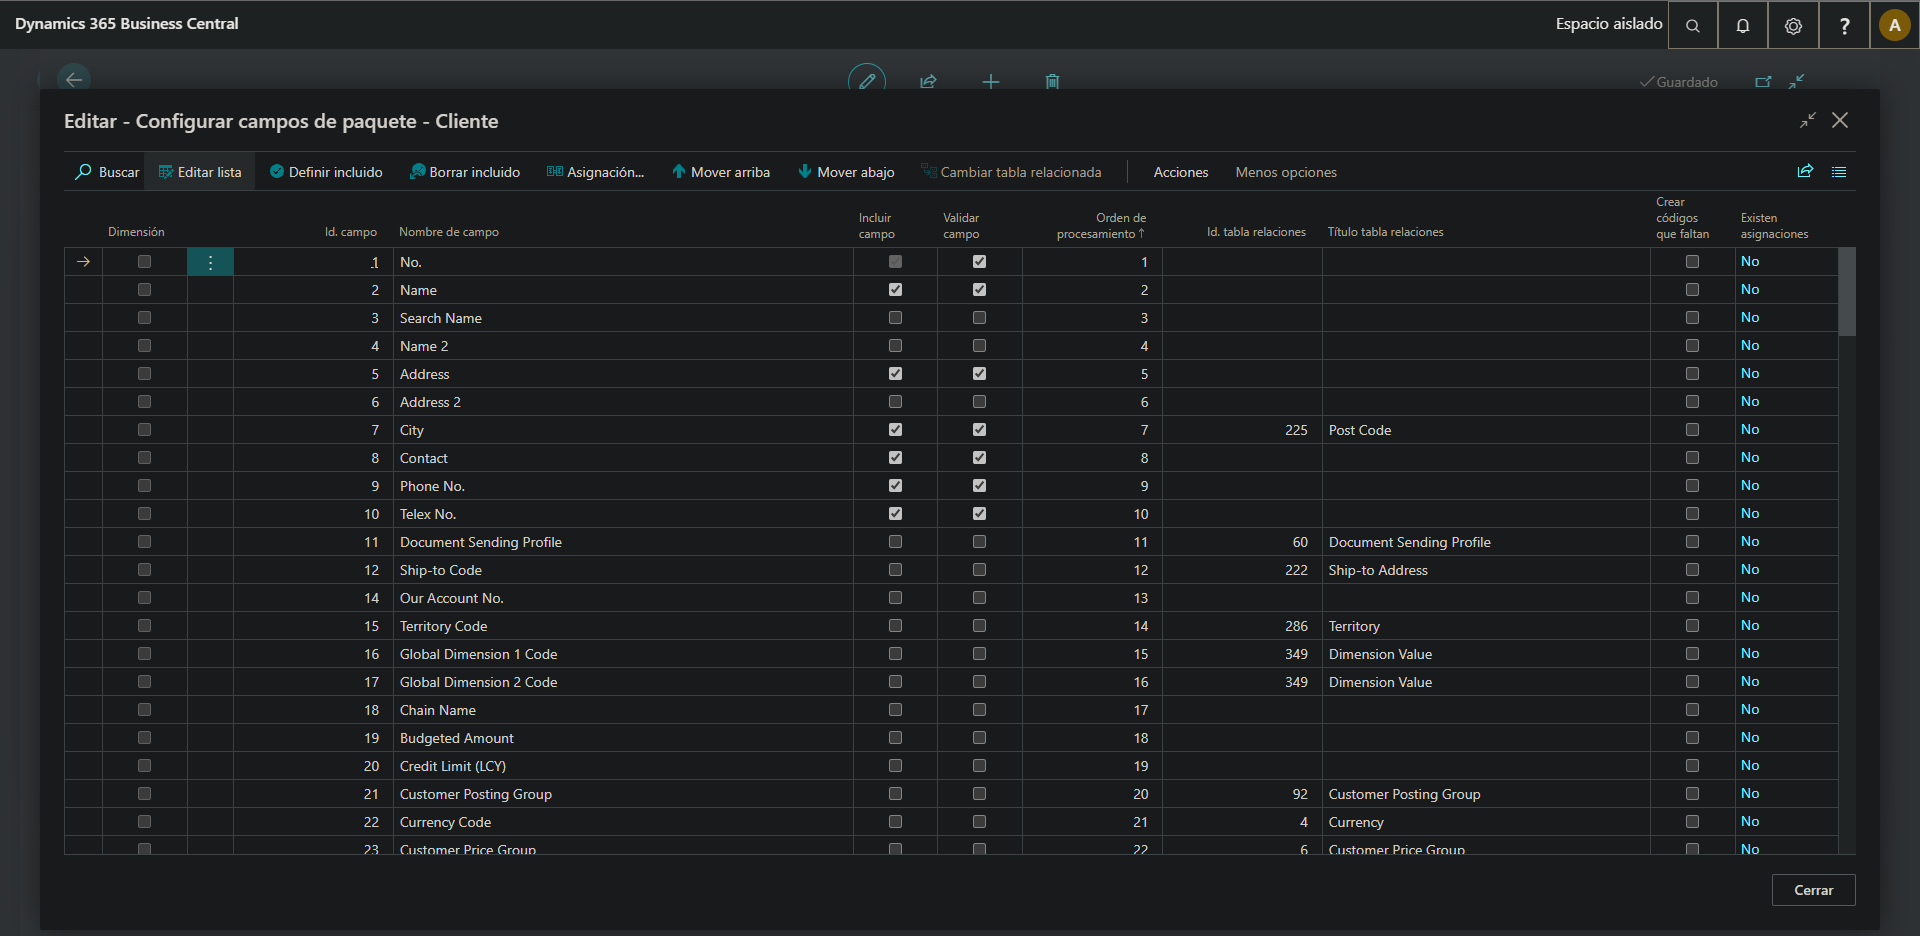 Dynamics 365 Business Central
Espacio aislado
?
A
Guardado
Editar - Configurar campos de paquete - Cliente
Buscar Editar lista Definir incluido Borrar incluido Asignación... Mover arriba Mover abajo Cambiar tabla relacionada Acciones Menos opciones
Dimensión Id. campo Nombre de campo Incluir campo Validar campo Orden de procesamiento ↑ Id. tabla relaciones Título tabla relaciones Crear códigos que faltan Existen asignaciones
1 No. 1 No
2 Name 2 No
3 Search Name 3 No
4 Name 2 4 No
5 Address 5 No
6 Address 2 6 No
7 City 7 225 Post Code No
8 Contact 8 No
9 Phone No. 9 No
10 Telex No. 10 No
11 Document Sending Profile 11 60 Document Sending Profile No
12 Ship-to Code 12 222 Ship-to Address No
14 Our Account No. 13 No
15 Territory Code 14 286 Territory No
16 Global Dimension 1 Code 15 349 Dimension Value No
17 Global Dimension 2 Code 16 349 Dimension Value No
18 Chain Name 17 No
19 Budgeted Amount 18 No
20 Credit Limit (LCY) 19 No
21 Customer Posting Group 20 92 Customer Posting Group No
22 Currency Code 21 4 Currency No
23 Customer Price Group 22 6 Customer Price Group No
Cerrar